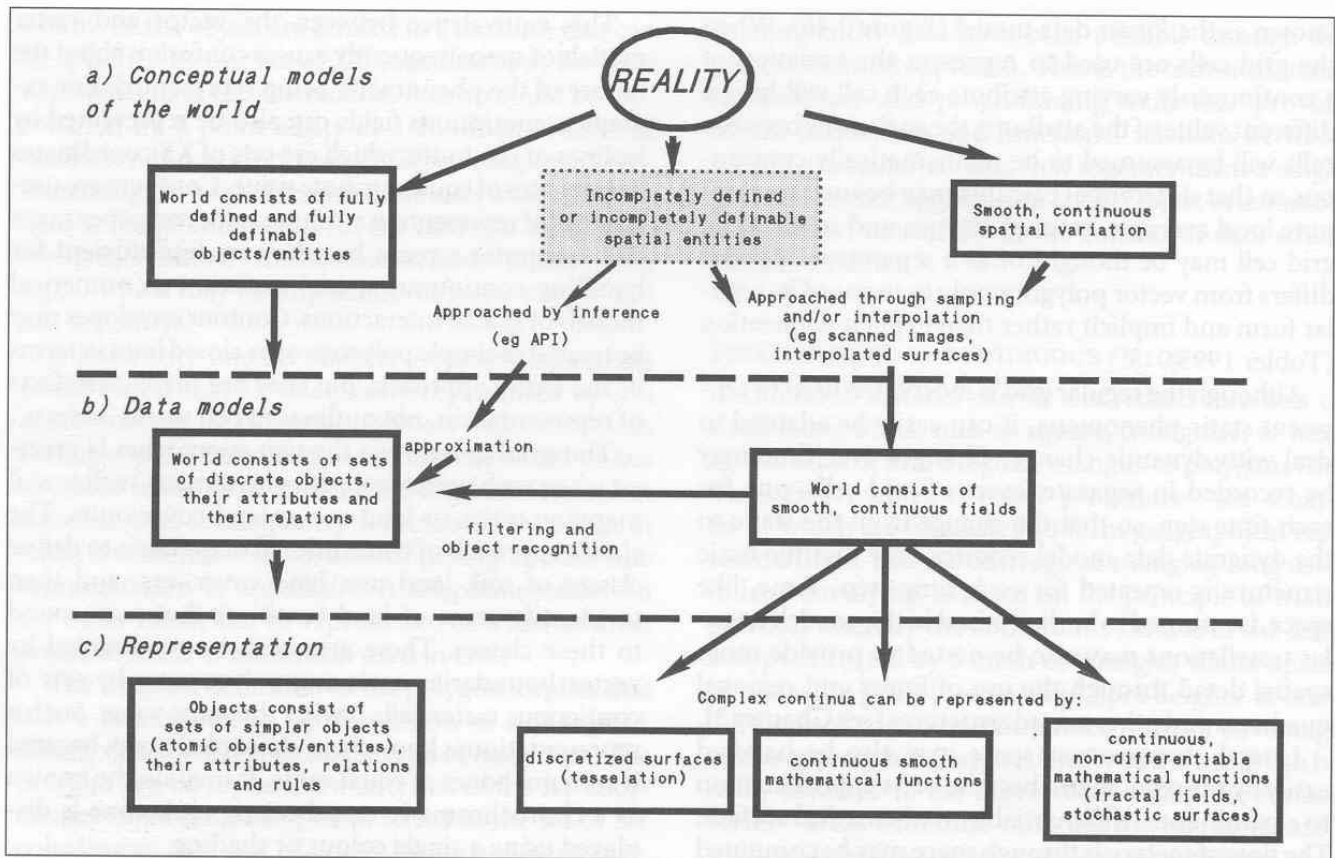 REALITY
a) Conceptual models
of the world
World consists of fully
defined and fully
definable
objects/entities
Incompletely defined
or incompletely definable
spatial entities
Smooth, continuous
spatial variation
Approached by inference
(eg API)
Approached through sampling
and/or interpolation
(eg scanned images,
interpolated surfaces)
b) Data models
approximation
World consists of sets
of discrete objects,
their attributes and
their relations
filtering and
object recognition
World consists of
smooth, continuous fields
c) Representation
Objects consist of
sets of simpler objects
(atomic objects/entities),
their attributes, relations
and rules
Complex continua can be represented by:
discretized surfaces
(tesselation)
continuous smooth
mathematical functions
continuous,
non-differentiable
mathematical functions
(fractal fields,
stochastic surfaces)